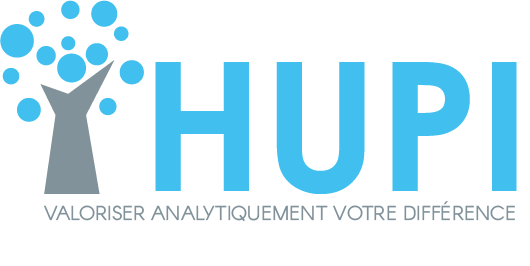 HUPI
VALORISER ANALYTIQUEMENT VOTRE DIFFÉRENCE